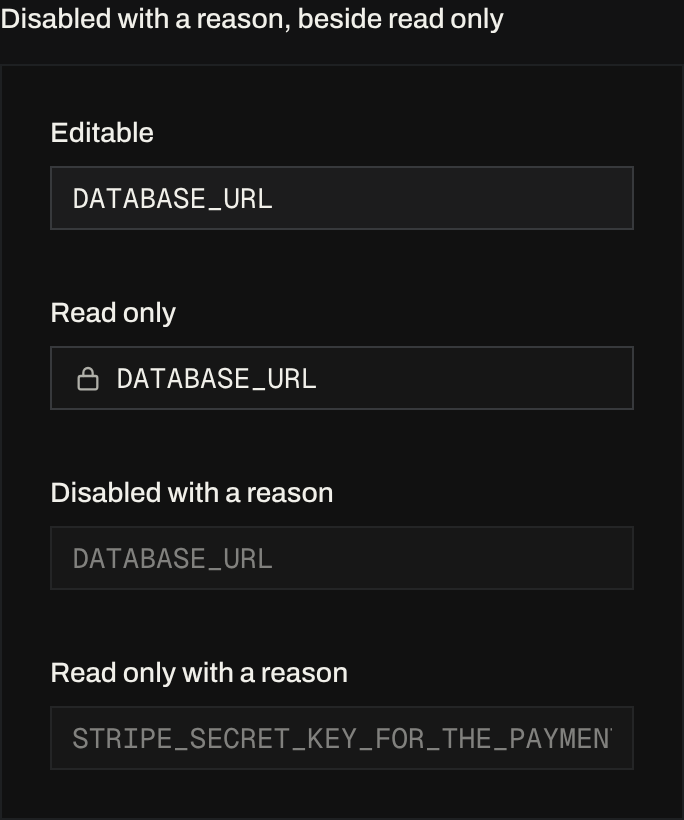 Disabled with a reason, beside read only
Editable
DATABASE_URL
Read only
DATABASE_URL
Disabled with a reason
DATABASE_URL
Read only with a reason
STRIPE_SECRET_KEY_FOR_THE_PAYMEN